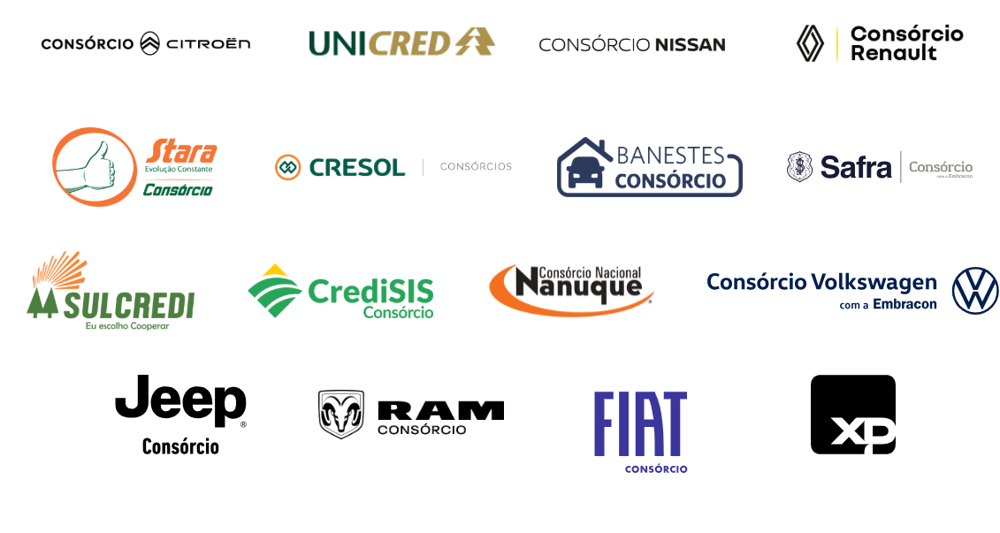 CONSÓRCIO CITROËN
UNICRED
CONSÓRCIO NISSAN
Consórcio
Renault
Stara
Evolução Constante
Consórcio
CRESOL CONSÓRCIOS
BANESTES
CONSÓRCIO
Safra Consórcio
com a Embracon
SULCREDI
Eu escolho Cooperar
CrediSIS
Consórcio
Consórcio Nacional
Nanuque
Consórcio Volkswagen
com a Embracon
Jeep
Consórcio
RAM
CONSÓRCIO
FIAT
CONSÓRCIO
XP